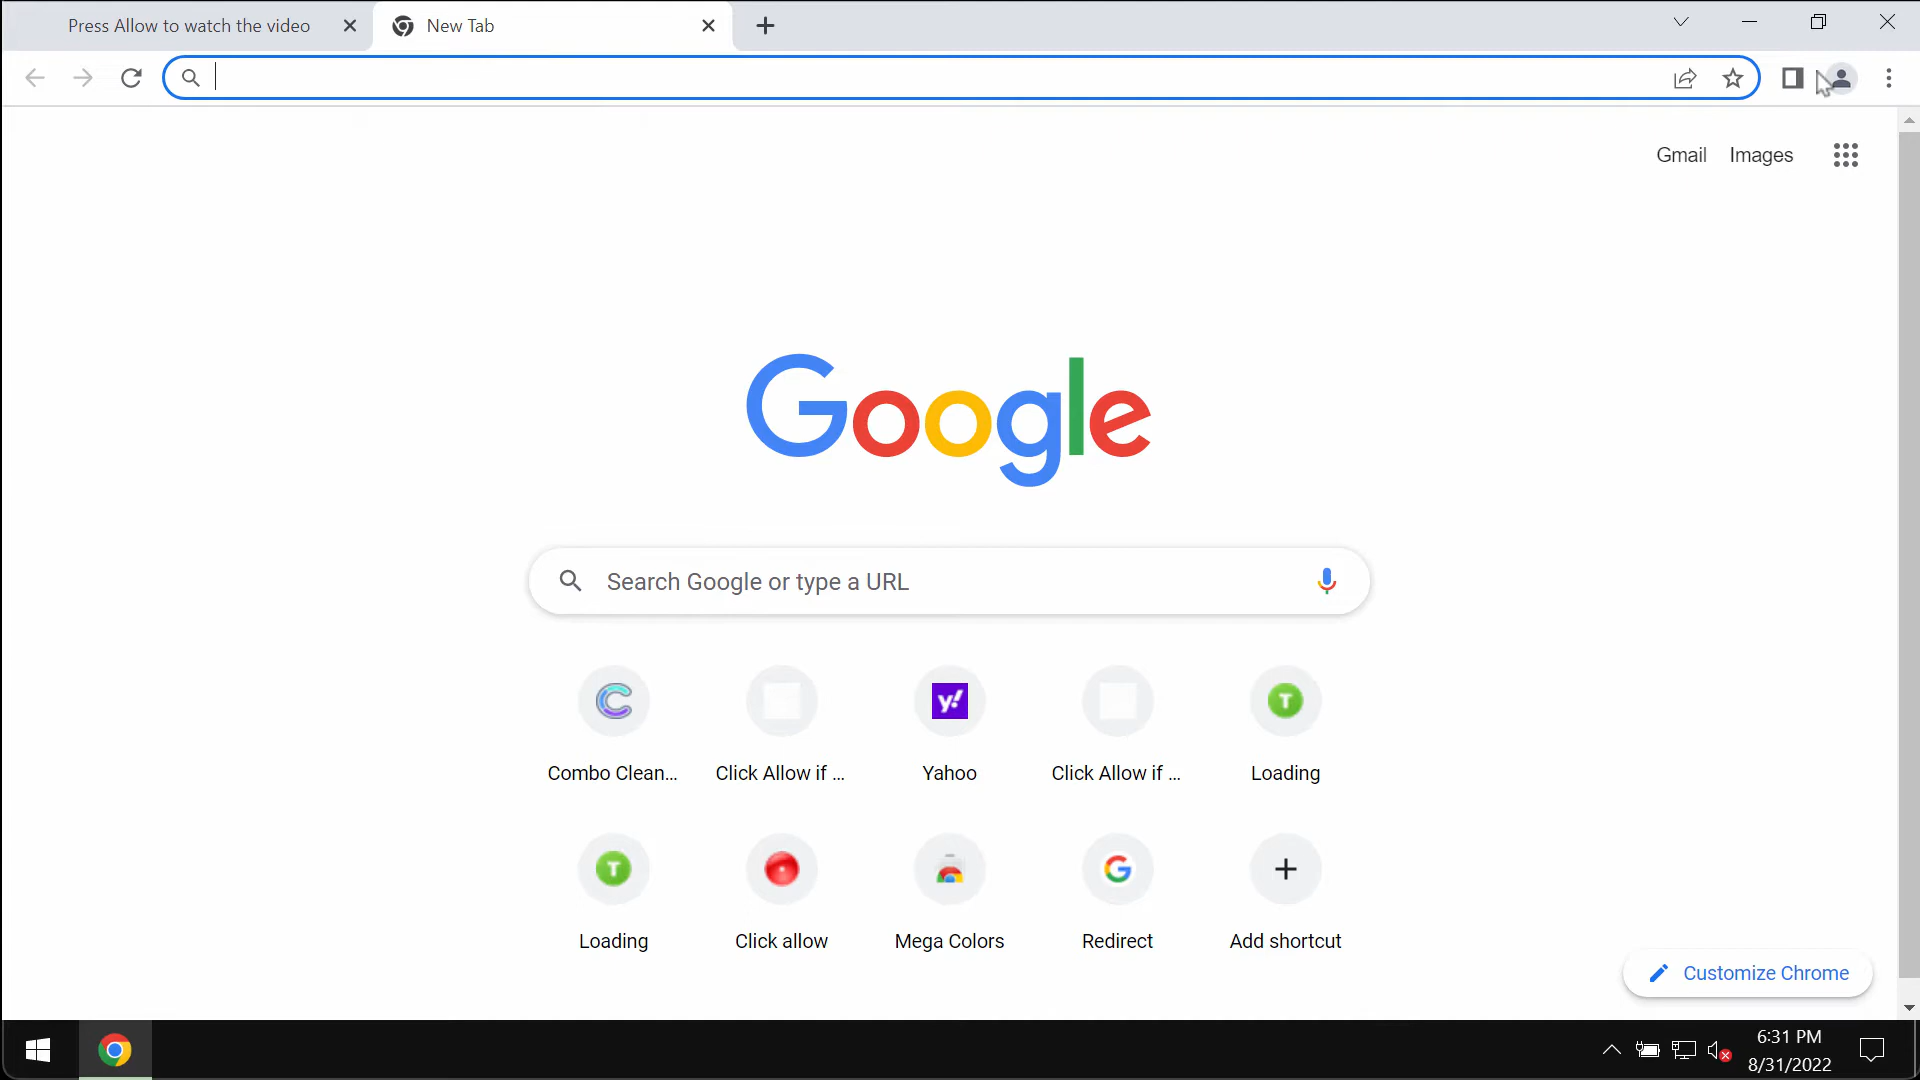 Press Allow to watch the video
New Tab
Gmail Images
Google
Search Google or type a URL
Combo Clean... Click Allow if ... Yahoo Click Allow if ... Loading
Loading Click allow Mega Colors Redirect Add shortcut
Customize Chrome
6:31 PM
8/31/2022